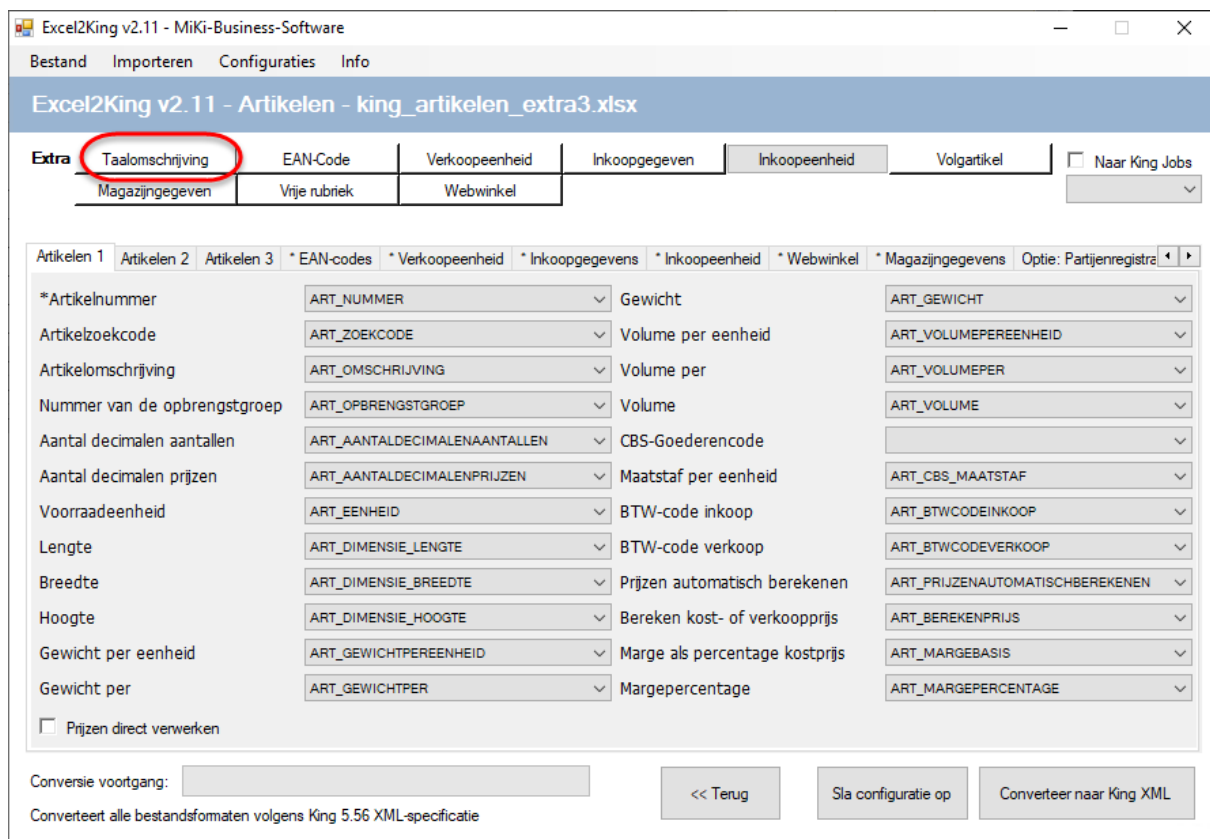 Excel2King v2.11 - MiKi-Business-Software
Bestand Importeren Configuraties Info
Excel2King v2.11 - Artikelen - king_artikelen_extra3.xlsx
Extra Taalomschrijving EAN-Code Verkoopeenheid Inkoopgegeven Inkoopeenheid Volgartikel Naar King Jobs
Magazijngegeven Vrije rubriek Webwinkel
Artikelen 1 Artikelen 2 Artikelen 3 * EAN-codes * Verkoopeenheid * Inkoopgegevens * Inkoopeenheid * Webwinkel * Magazijngegevens Optie: Partijenregistra
*Artikelnummer ART_NUMMER Gewicht ART_GEWICHT
Artikelzoekcode ART_ZOEKCODE Volume per eenheid ART_VOLUMEPEREENHEID
Artikelomschrijving ART_OMSCHRIJVING Volume per ART_VOLUMEPER
Nummer van de opbrengstgroep ART_OPBRENGSTGROEP Volume ART_VOLUME
Aantal decimalen aantallen ART_AANTALDECIMALENAANTALLEN CBS-Goederencode
Aantal decimalen prijzen ART_AANTALDECIMALENPRIJZEN Maatstaf per eenheid ART_CBS_MAATSTAF
Voorraadeenheid ART_EENHEID BTW-code inkoop ART_BTWCODEINKOOP
Lengte ART_DIMENSIE_LENGTE BTW-code verkoop ART_BTWCODEVERKOOP
Breedte ART_DIMENSIE_BREEDTE Prijzen automatisch berekenen ART_PRIJZENAUTOMATISCHBEREKENEN
Hoogte ART_DIMENSIE_HOOGTE Bereken kost- of verkoopprijs ART_BEREKENPRIJS
Gewicht per eenheid ART_GEWICHTPEREENHEID Marge als percentage kostprijs ART_MARGEBASIS
Gewicht per ART_GEWICHTPER Margepercentage ART_MARGEPERCENTAGE
Prijzen direct verwerken
Conversie voortgang: << Terug Sla configuratie op Converteer naar King XML
Converteert alle bestandsformaten volgens King 5.56 XML-specificatie